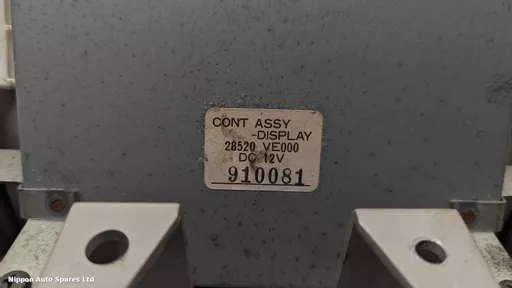 CONT ASSY
-DISPLAY
28520 VE000
DC 12V
910081
Nippon Auto Spares Ltd